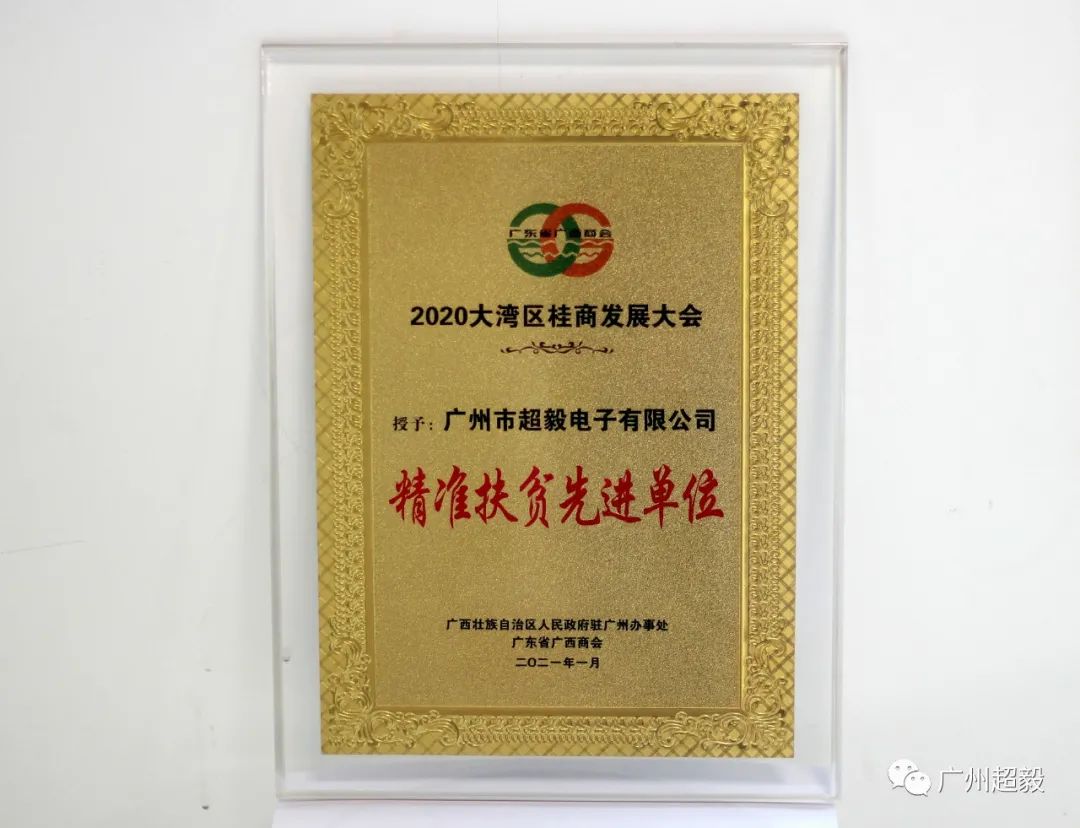 广东省广西商会
2020大湾区桂商发展大会
授予：广州市超毅电子有限公司
精准扶贫先进单位
广西壮族自治区人民政府驻广州办事处
广东省广西商会
二〇二一年一月
广州超毅